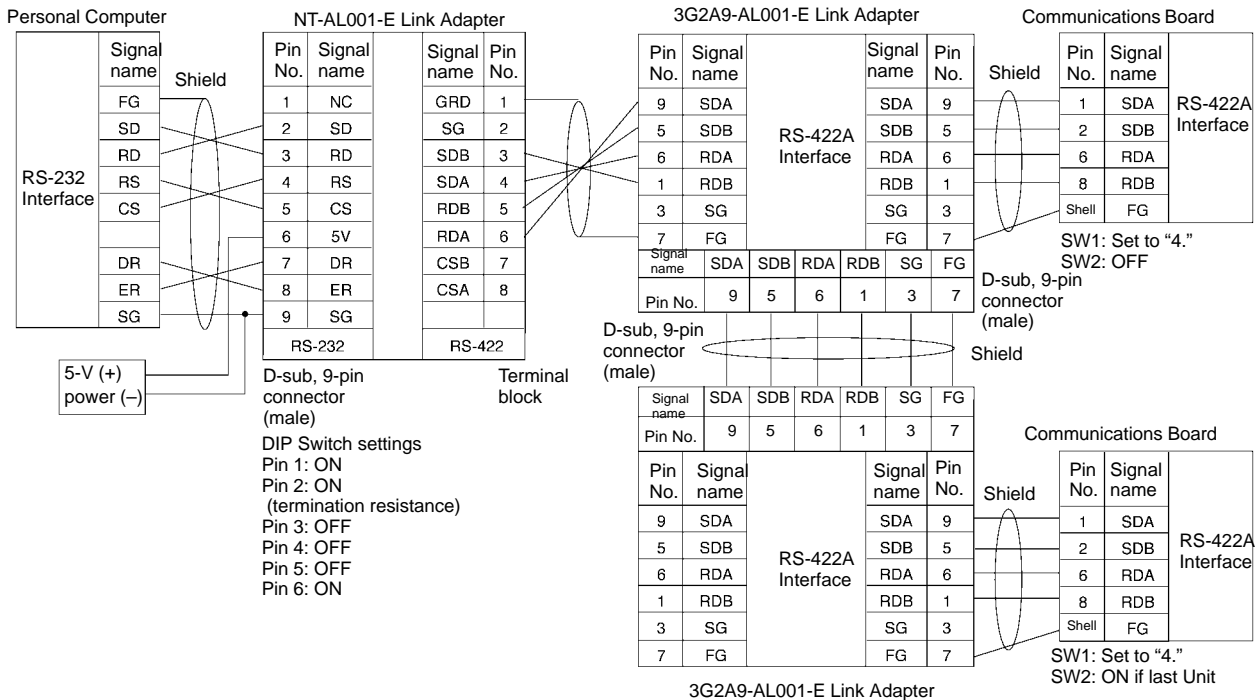 Personal Computer
NT-AL001-E Link Adapter
3G2A9-AL001-E Link Adapter
Communications Board
Signal name
Shield
FG
SD
RD
RS
CS
DR
ER
SG
RS-232 Interface
5-V (+)
power (–)
Pin No. Signal name
1 NC
2 SD
3 RD
4 RS
5 CS
6 5V
7 DR
8 ER
9 SG
RS-232
Signal name Pin No.
GRD 1
SG 2
SDB 3
SDA 4
RDB 5
RDA 6
CSB 7
CSA 8
RS-422
D-sub, 9-pin
connector
(male)
Terminal
block
DIP Switch settings
Pin 1: ON
Pin 2: ON
(termination resistance)
Pin 3: OFF
Pin 4: OFF
Pin 5: OFF
Pin 6: ON
Pin No. Signal name
9 SDA
5 SDB
6 RDA
1 RDB
3 SG
7 FG
RS-422A
Interface
Signal name Pin No.
SDA 9
SDB 5
RDA 6
RDB 1
SG 3
FG 7
Signal name SDA SDB RDA RDB SG FG
Pin No. 9 5 6 1 3 7
Shield
Pin No. Signal name
1 SDA
2 SDB
6 RDA
8 RDB
Shell FG
RS-422A
Interface
SW1: Set to “4.”
SW2: OFF
D-sub, 9-pin
connector
(male)
D-sub, 9-pin
connector
(male)
Shield
Signal name SDA SDB RDA RDB SG FG
Pin No. 9 5 6 1 3 7
Pin No. Signal name
9 SDA
5 SDB
6 RDA
1 RDB
3 SG
7 FG
RS-422A
Interface
Signal name Pin No.
SDA 9
SDB 5
RDA 6
RDB 1
SG 3
FG 7
Shield
Communications Board
Pin No. Signal name
1 SDA
2 SDB
6 RDA
8 RDB
Shell FG
RS-422A
Interface
SW1: Set to “4.”
SW2: ON if last Unit
3G2A9-AL001-E Link Adapter